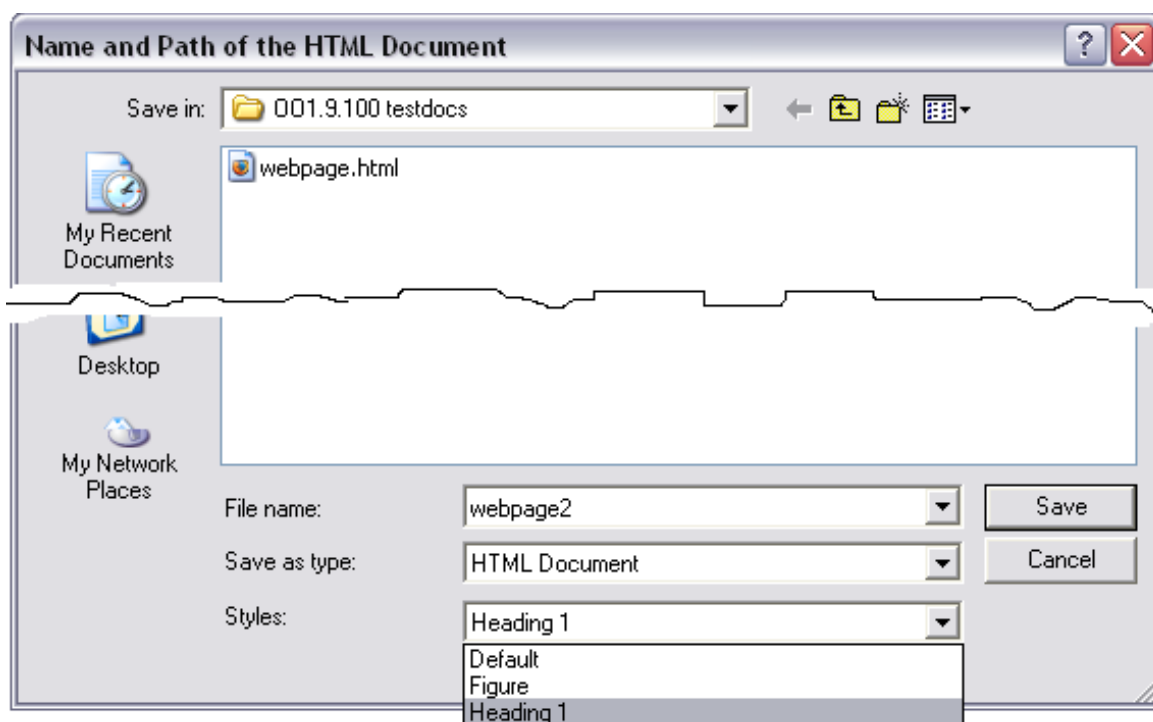 Name and Path of the HTML Document
Save in:
OO1.9.100 testdocs
webpage.html
My Recent
Documents
Desktop
My Network
Places
File name:
webpage2
Save
Save as type:
HTML Document
Cancel
Styles:
Heading 1
Default
Figure
Heading 1